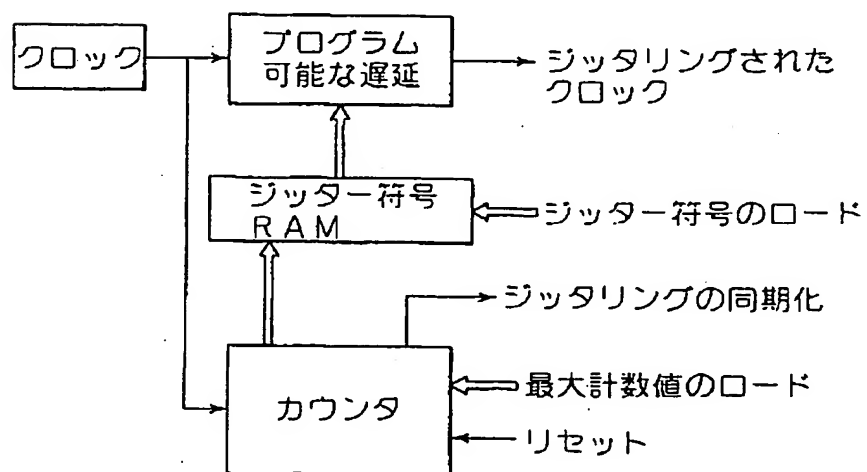 クロック
プログラム
可能な遅延
ジッタリングされた
クロック
ジッター符号
RAM
ジッター符号のロード
ジッタリングの同期化
カウンタ
最大計数値のロード
リセット